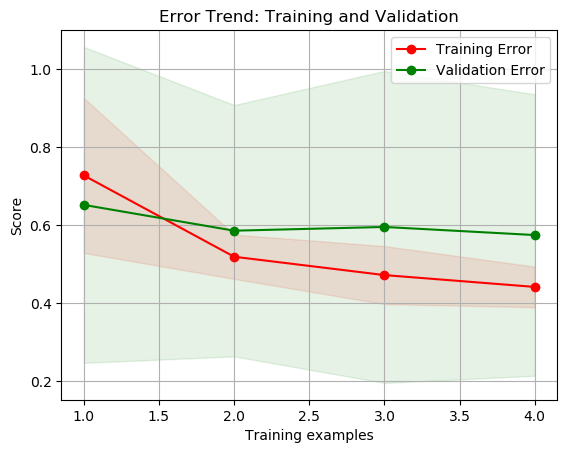 Error Trend: Training and Validation
Training Error
Validation Error
Score
1.0
0.8
0.6
0.4
0.2
1.0 1.5 2.0 2.5 3.0 3.5 4.0
Training examples